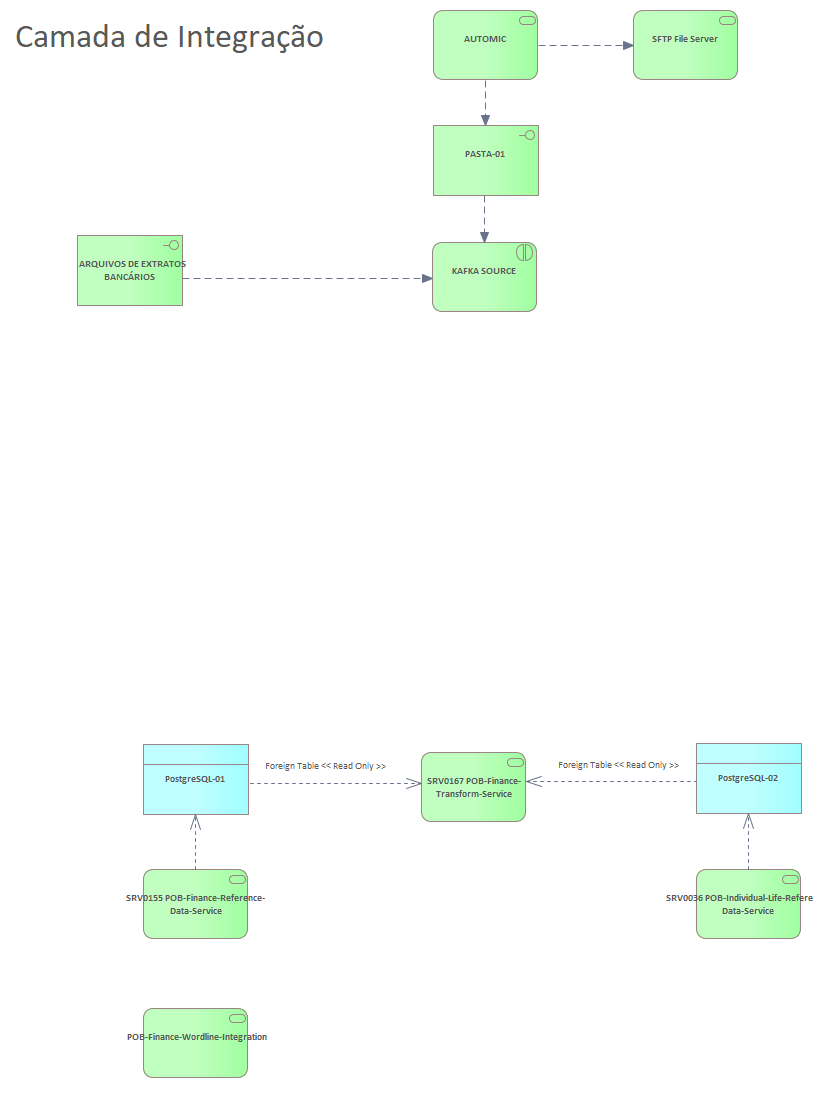 Camada de Integração
AUTOMIC
SFTP File Server
PASTA-01
ARQUIVOS DE EXTRATOS
BANCÁRIOS
KAFKA SOURCE
PostgreSQL-01
Foreign Table << Read Only >>
SRV0167 POB-Finance-
Transform-Service
Foreign Table << Read Only >>
PostgreSQL-02
SRV0155 POB-Finance-Reference-
Data-Service
SRV0036 POB-Individual-Life-Refere
Data-Service
POB-Finance-Wordline-Integration